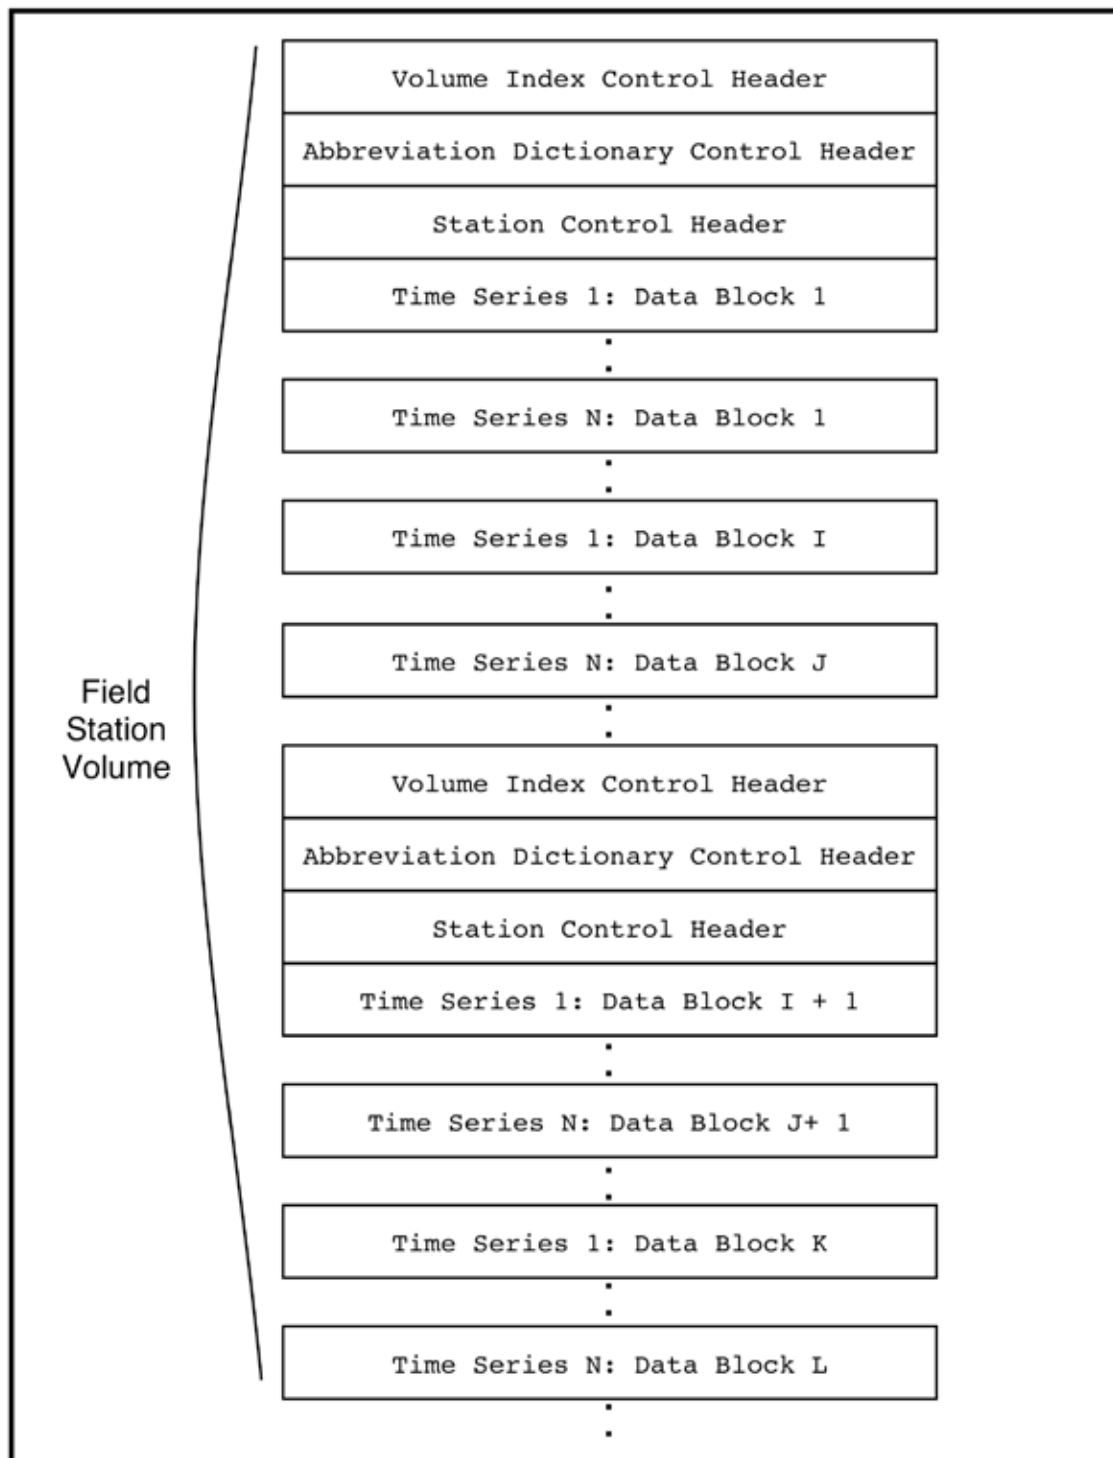 Volume Index Control Header
Abbreviation Dictionary Control Header
Station Control Header
Time Series 1: Data Block 1
Time Series N: Data Block 1
Time Series 1: Data Block I
Time Series N: Data Block J
Field
Station
Volume
Volume Index Control Header
Abbreviation Dictionary Control Header
Station Control Header
Time Series 1: Data Block I + 1
Time Series N: Data Block J+ 1
Time Series 1: Data Block K
Time Series N: Data Block L